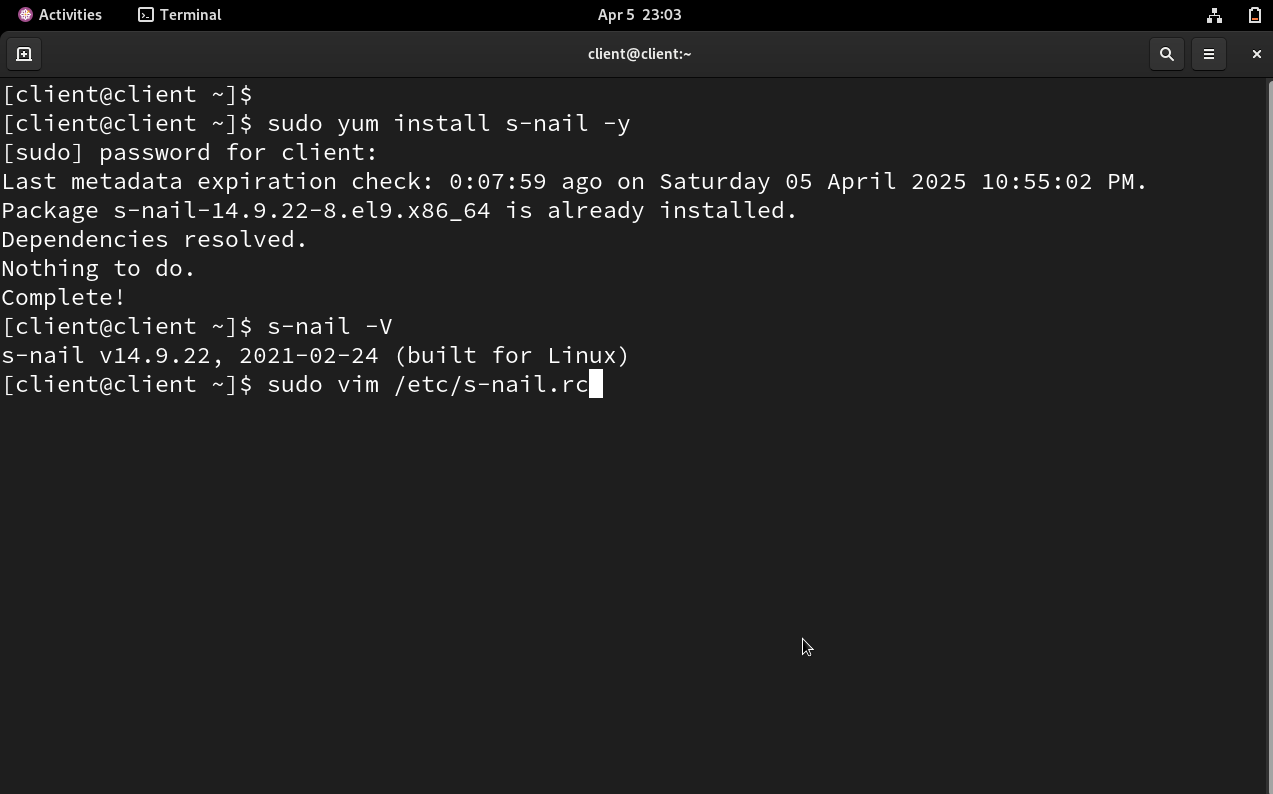 Activities Terminal Apr 5 23:03
client@client:~
[client@client ~]$
[client@client ~]$ sudo yum install s-nail -y
[sudo] password for client:
Last metadata expiration check: 0:07:59 ago on Saturday 05 April 2025 10:55:02 PM.
Package s-nail-14.9.22-8.el9.x86_64 is already installed.
Dependencies resolved.
Nothing to do.
Complete!
[client@client ~]$ s-nail -V
s-nail v14.9.22, 2021-02-24 (built for Linux)
[client@client ~]$ sudo vim /etc/s-nail.rc